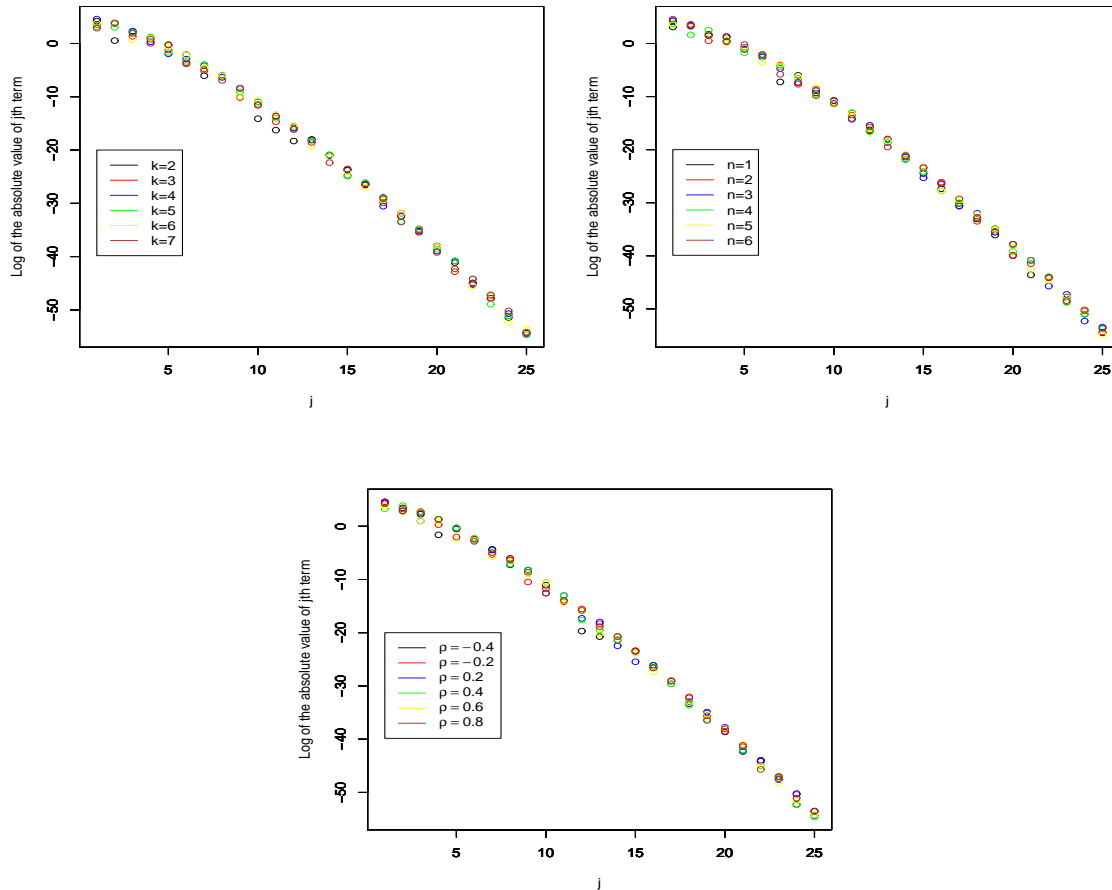 Log of the absolute value of jth term
0
−10
−20
−30
−40
−50
k=2
k=3
k=4
k=5
k=6
k=7
5 10 15 20 25
j
Log of the absolute value of jth term
0
−10
−20
−30
−40
−50
n=1
n=2
n=3
n=4
n=5
n=6
5 10 15 20 25
j
Log of the absolute value of jth term
0
−10
−20
−30
−40
−50
ρ = −0.4
ρ = −0.2
ρ = 0.2
ρ = 0.4
ρ = 0.6
ρ = 0.8
5 10 15 20 25
j